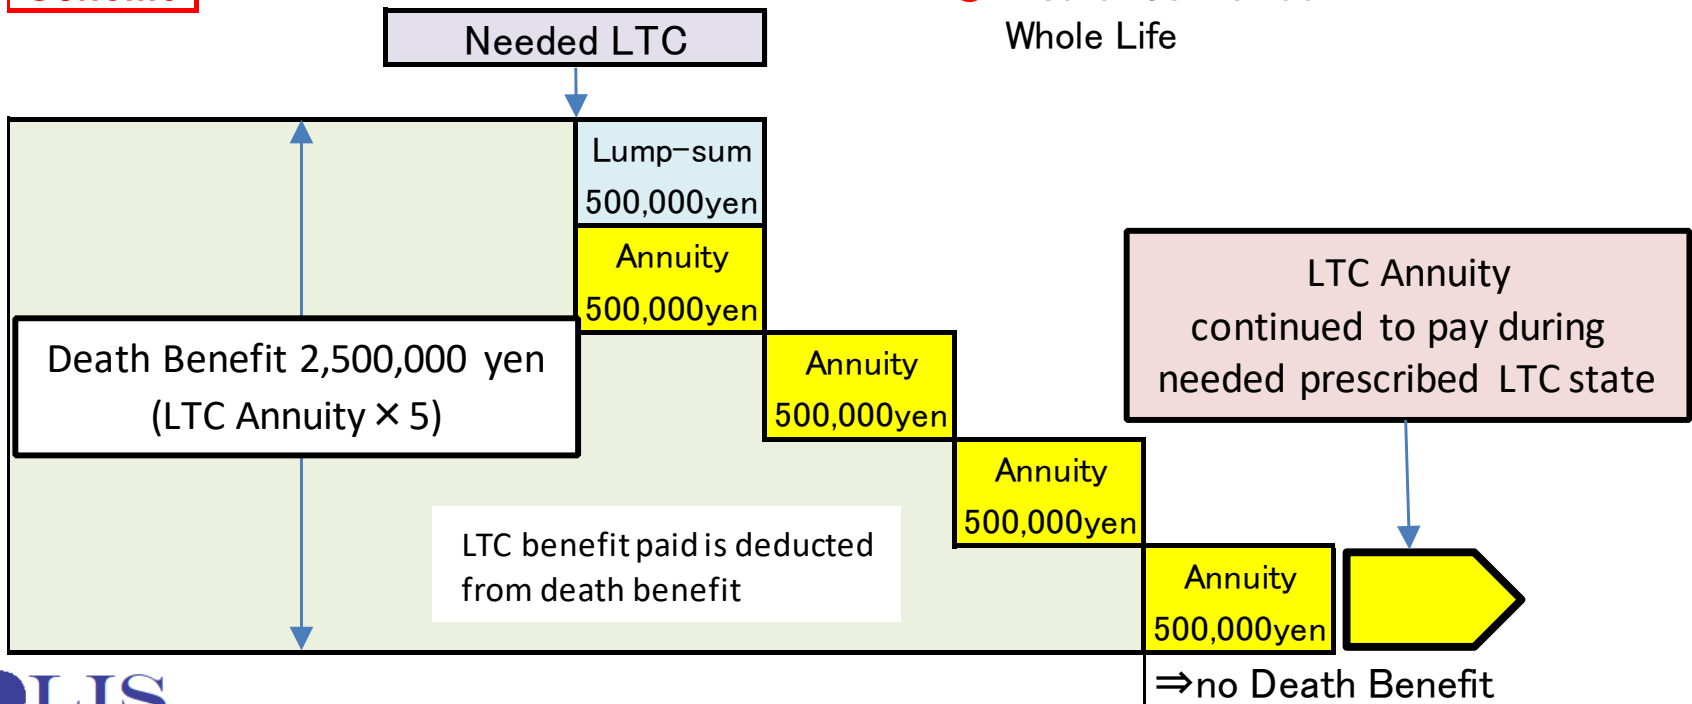 Needed LTC
Whole Life
Lump-sum
500,000yen
Annuity
500,000yen
Death Benefit 2,500,000 yen
(LTC Annuity × 5)
Annuity
500,000yen
LTC Annuity
continued to pay during
needed prescribed LTC state
Annuity
500,000yen
LTC benefit paid is deducted
from death benefit
Annuity
500,000yen
⇒no Death Benefit